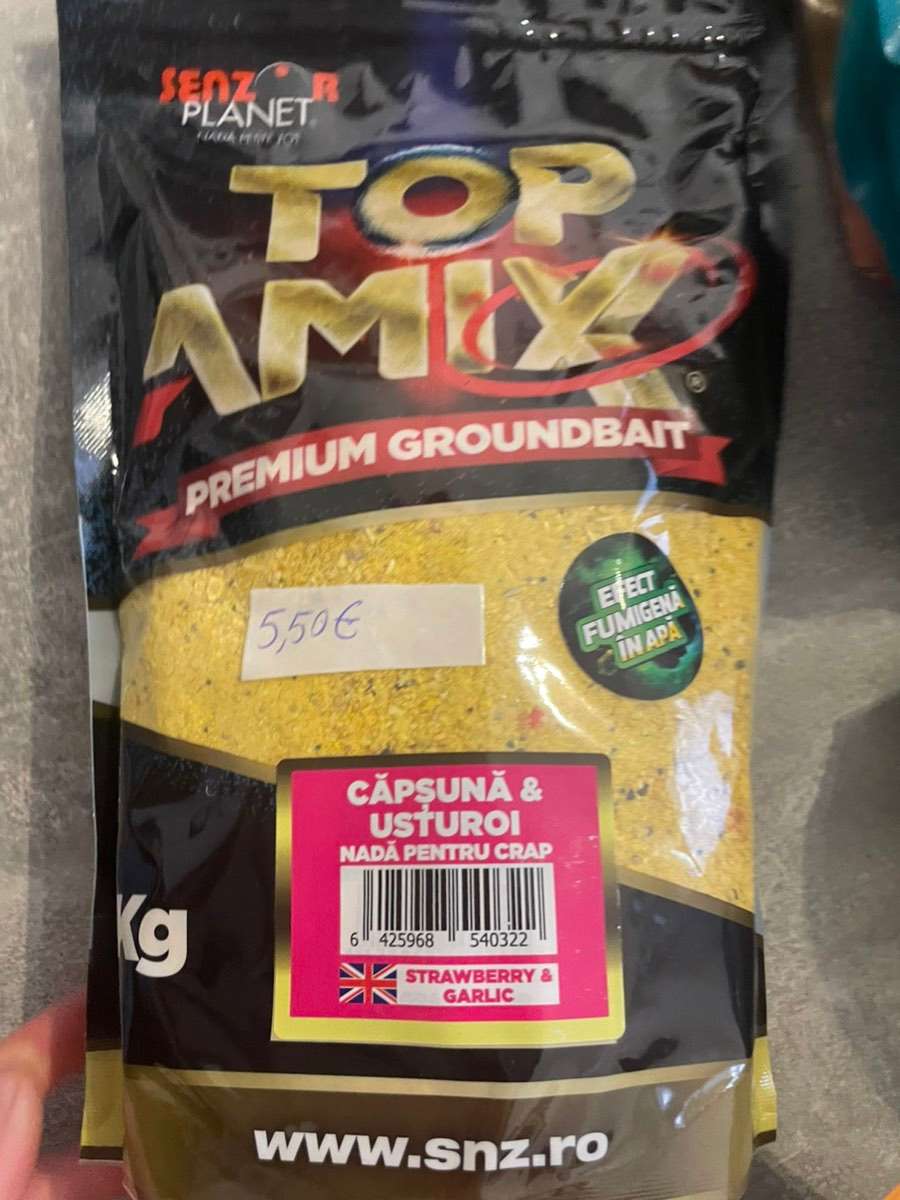 SENZOR
PLANET
TOP
AMIX
®
PREMIUM GROUNDBAIT
5,50€
EFECT
FUMIGENĂ
ÎN APĂ
CĂPȘUNĂ &
USTUROI
NADĂ PENTRU CRAP
6 425968 540322
STRAWBERRY &
GARLIC
Kg
www.snz.ro